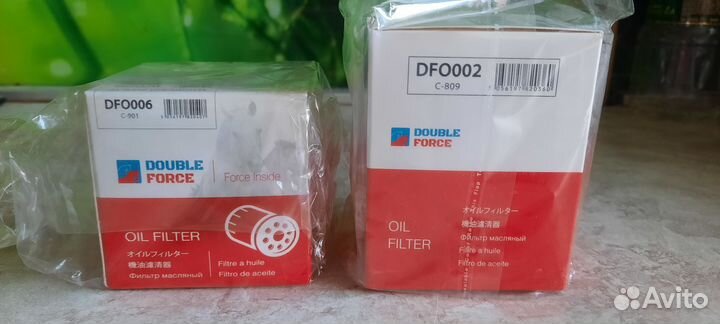 DFO006
C-901
DOUBLE
FORCE
Force Inside
OIL FILTER
オイルフィルター
機油濾清器
Фильтр масляный
Filtre a huile
Filtro de aceite
DFO002
C-809
DOUBLE
FORCE
OIL
FILTER
オイルフィルター
機油濾清器
Фильтр масляный
Filtre a huile
Filtro de aceite
Avito